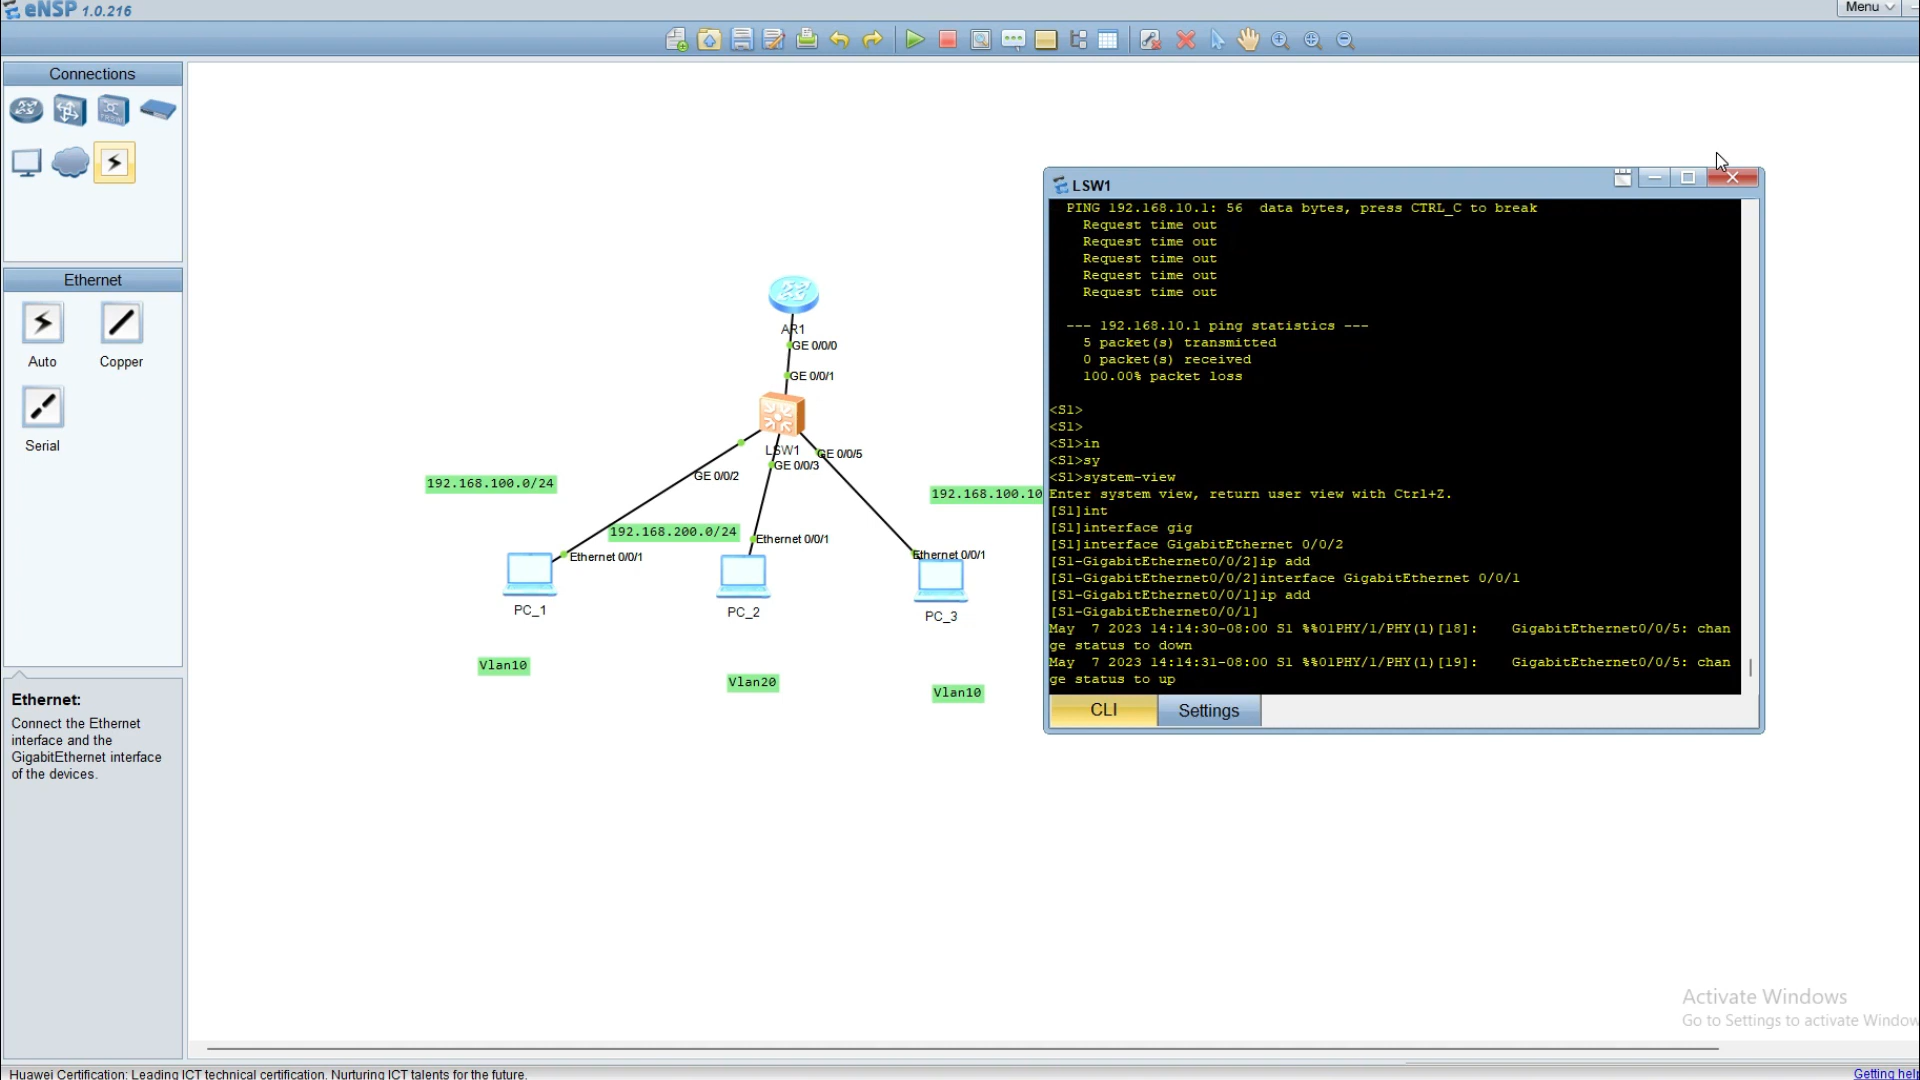 eNSP 1.0.216
Menu
Connections
Ethernet
Auto
Copper
Serial
Ethernet:
Connect the Ethernet
interface and the
GigabitEthernet interface
of the devices.
AR1
GE 0/0/0
GE 0/0/1
LSW1
GE 0/0/5
GE 0/0/3
GE 0/0/2
192.168.100.0/24
192.168.100.10
192.168.200.0/24
Ethernet 0/0/1
Ethernet 0/0/1
Ethernet 0/0/1
PC_1
PC_2
PC_3
Vlan10
Vlan20
Vlan10
LSW1
PING 192.168.10.1: 56  data bytes, press CTRL_C to break
Request time out
Request time out
Request time out
Request time out
Request time out
--- 192.168.10.1 ping statistics ---
5 packet(s) transmitted
0 packet(s) received
100.00% packet loss
<S1>
<S1>
<S1>in
<S1>sy
<S1>system-view
Enter system view, return user view with Ctrl+Z.
[S1]int
[S1]interface gig
[S1]interface GigabitEthernet 0/0/2
[S1-GigabitEthernet0/0/2]ip add
[S1-GigabitEthernet0/0/2]interface GigabitEthernet 0/0/1
[S1-GigabitEthernet0/0/1]ip add
[S1-GigabitEthernet0/0/1]
May  7 2023 14:14:30-08:00 S1 %%01PHY/1/PHY(1)[18]:    GigabitEthernet0/0/5: chan
ge status to down
May  7 2023 14:14:31-08:00 S1 %%01PHY/1/PHY(1)[19]:    GigabitEthernet0/0/5: chan
ge status to up
CLI
Settings
Activate Windows
Go to Settings to activate Window
Huawei Certification: Leading ICT technical certification. Nurturing ICT talents for the future.
Getting help